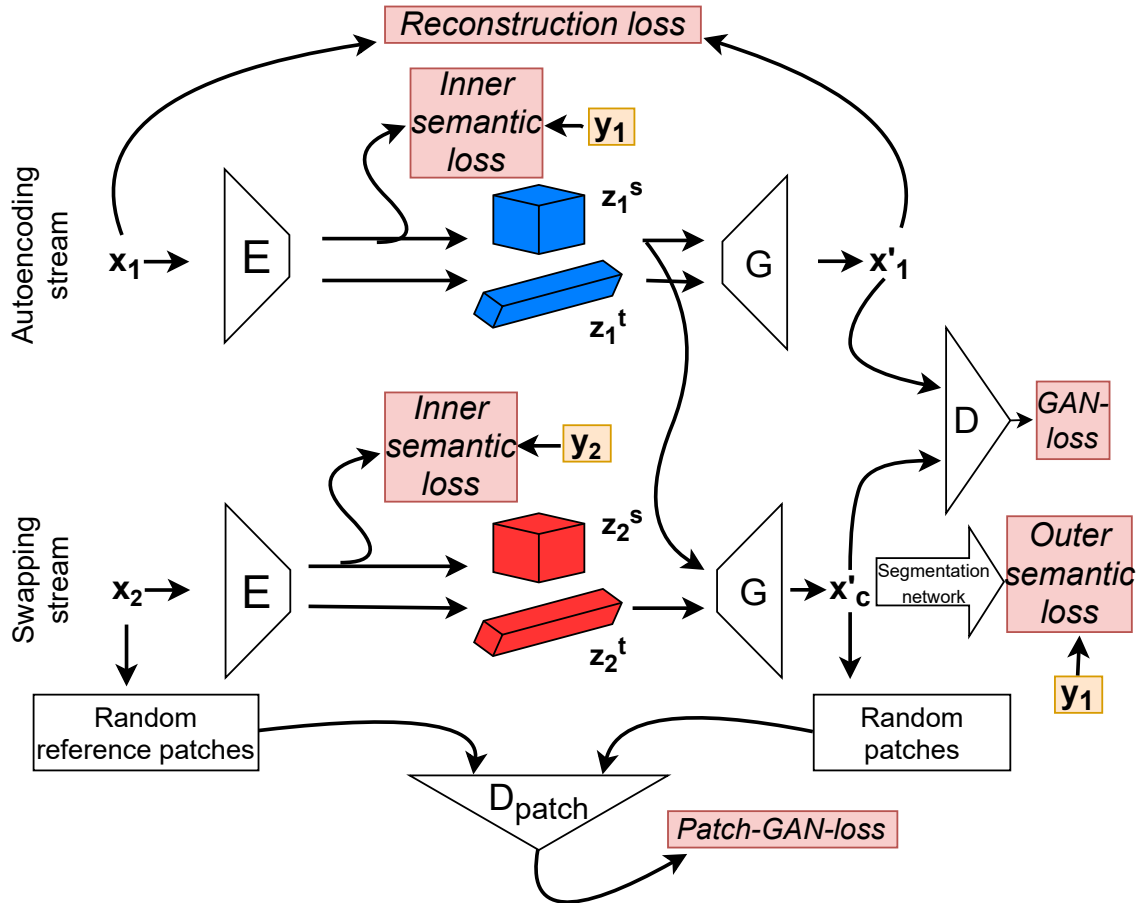 Reconstruction loss
Inner
semantic
loss
y₁
Autoencoding
stream
x₁
E
z₁ˢ
z₁ᵗ
G
x'₁
D
GAN-
loss
Inner
semantic
loss
y₂
Swapping
stream
x₂
E
z₂ˢ
z₂ᵗ
G
x'c
Segmentation
network
Outer
semantic
loss
y₁
Random
reference patches
Random
patches
Dpatch
Patch-GAN-loss